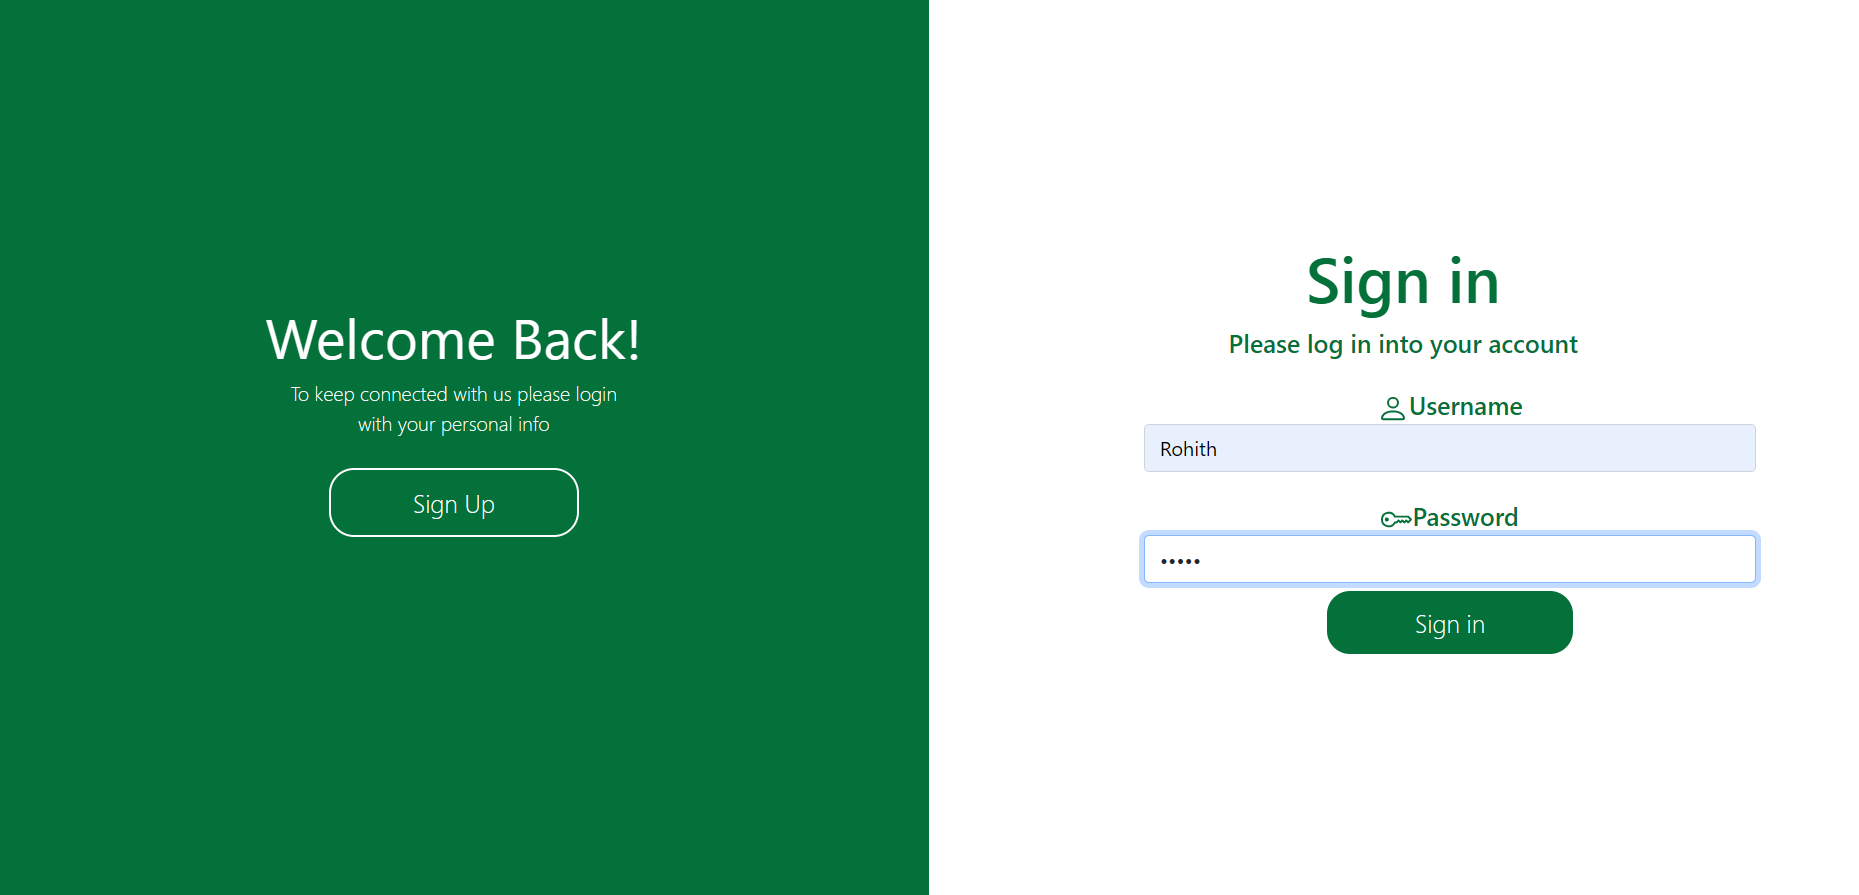 Welcome Back!
To keep connected with us please login
with your personal info
Sign Up
Sign in
Please log in into your account
Username
Rohith
Password
•••••
Sign in